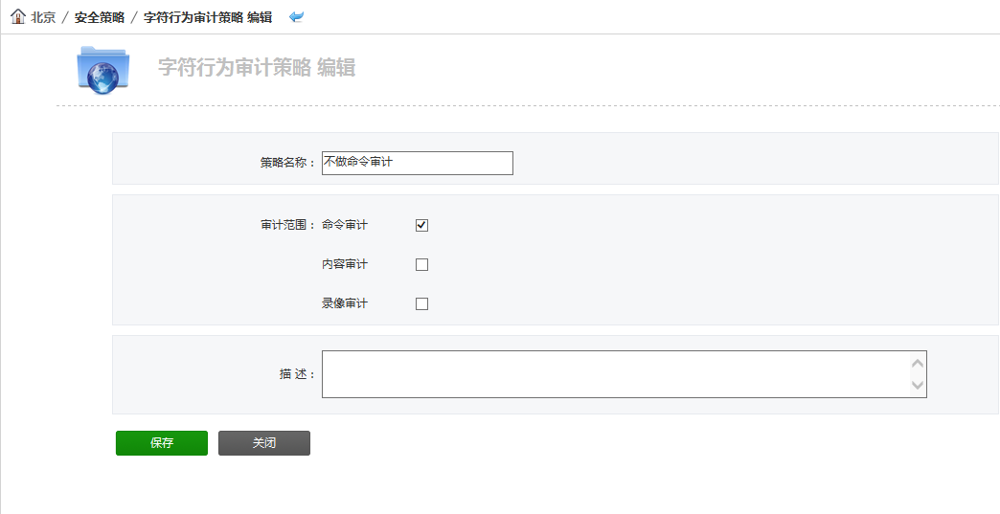 北京 / 安全策略 / 字符行为审计策略 编辑
字符行为审计策略 编辑
策略名称： 不做命令审计
审计范围： 命令审计
内容审计
录像审计
描 述：
保存 关闭